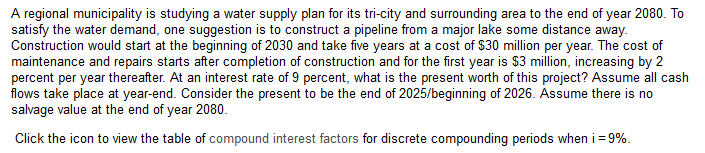 A regional municipality is studying a water supply plan for its tri-city and surrounding area to the end of year 2080. To
satisfy the water demand, one suggestion is to construct a pipeline from a major lake some distance away.
Construction would start at the beginning of 2030 and take five years at a cost of $30 million per year. The cost of
maintenance and repairs starts after completion of construction and for the first year is $3 million, increasing by 2
percent per year thereafter. At an interest rate of 9 percent, what is the present worth of this project? Assume all cash
flows take place at year-end. Consider the present to be the end of 2025/beginning of 2026. Assume there is no
salvage value at the end of year 2080.
Click the icon to view the table of compound interest factors for discrete compounding periods when i = 9%.